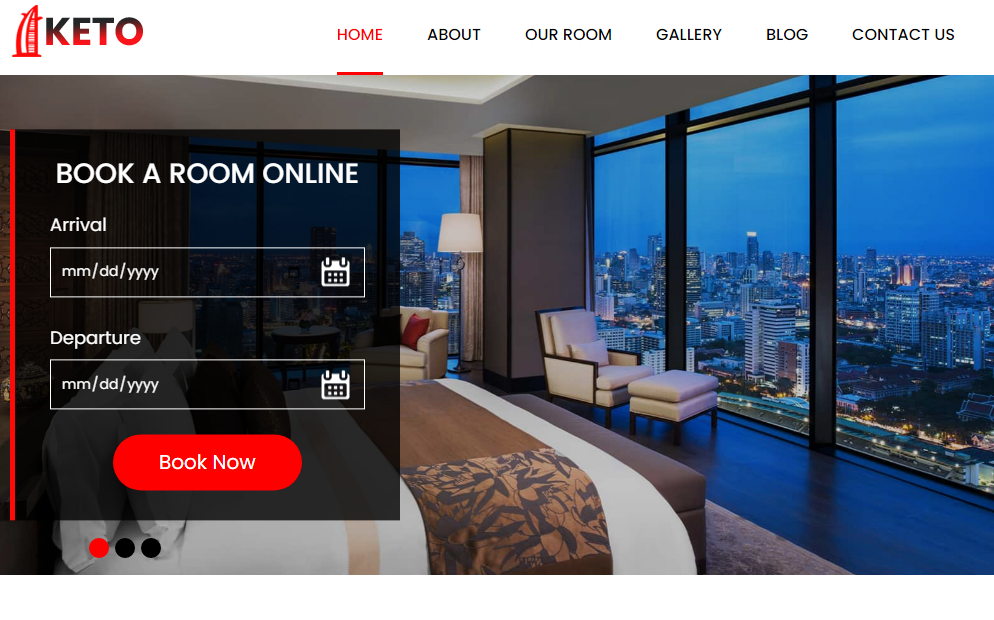 KETO
HOME ABOUT OUR ROOM GALLERY BLOG CONTACT US
BOOK A ROOM ONLINE
Arrival
mm/dd/yyyy
Departure
mm/dd/yyyy
Book Now